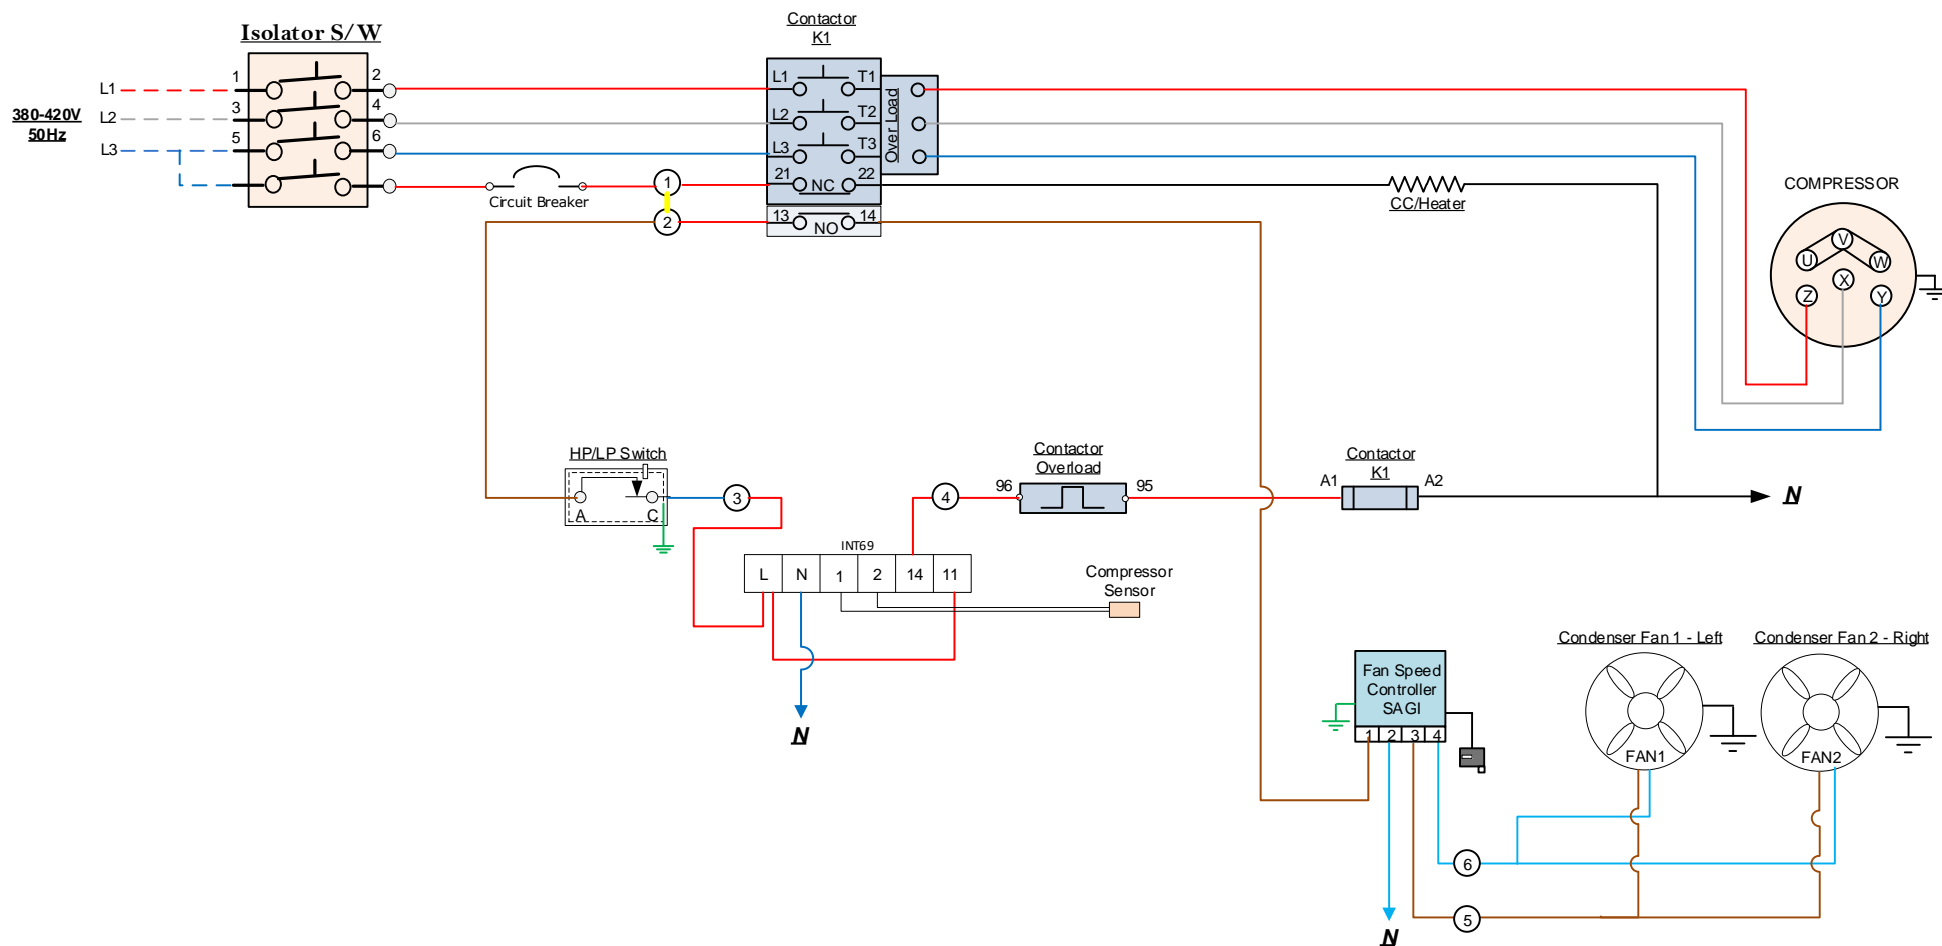 Isolator S/W
Contactor
K1
380-420V
50Hz
L1
L2
L3
1
2
3
4
5
6
L1
T1
L2
T2
L3
T3
21
NC
22
13
NO
14
Over Load
Circuit Breaker
1
2
CC/Heater
COMPRESSOR
V
U
W
X
Z
Y
HP/LP Switch
A
C
3
4
Contactor
Overload
96
95
Contactor
K1
A1
A2
N
INT69
L
N
1
2
14
11
Compressor
Sensor
N
Fan Speed
Controller
SAGI
1
2
3
4
N
Condenser Fan 1 - Left
Condenser Fan 2 - Right
FAN1
FAN2
6
5